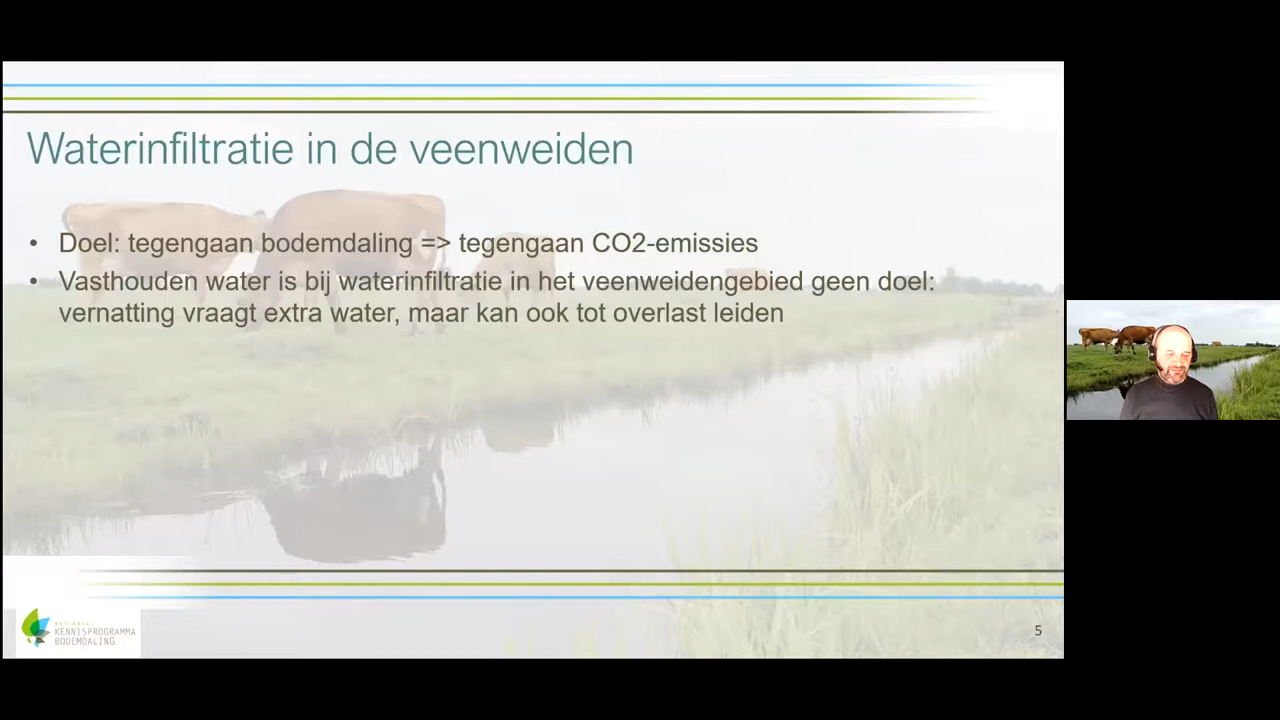 Waterinfiltratie in de veenweiden
• Doel: tegengaan bodemdaling => tegengaan CO2-emissies
• Vasthouden water is bij waterinfiltratie in het veenweidengebied geen doel:
vernatting vraagt extra water, maar kan ook tot overlast leiden
KENNISPROGRAMMA
BODEMDALING
5